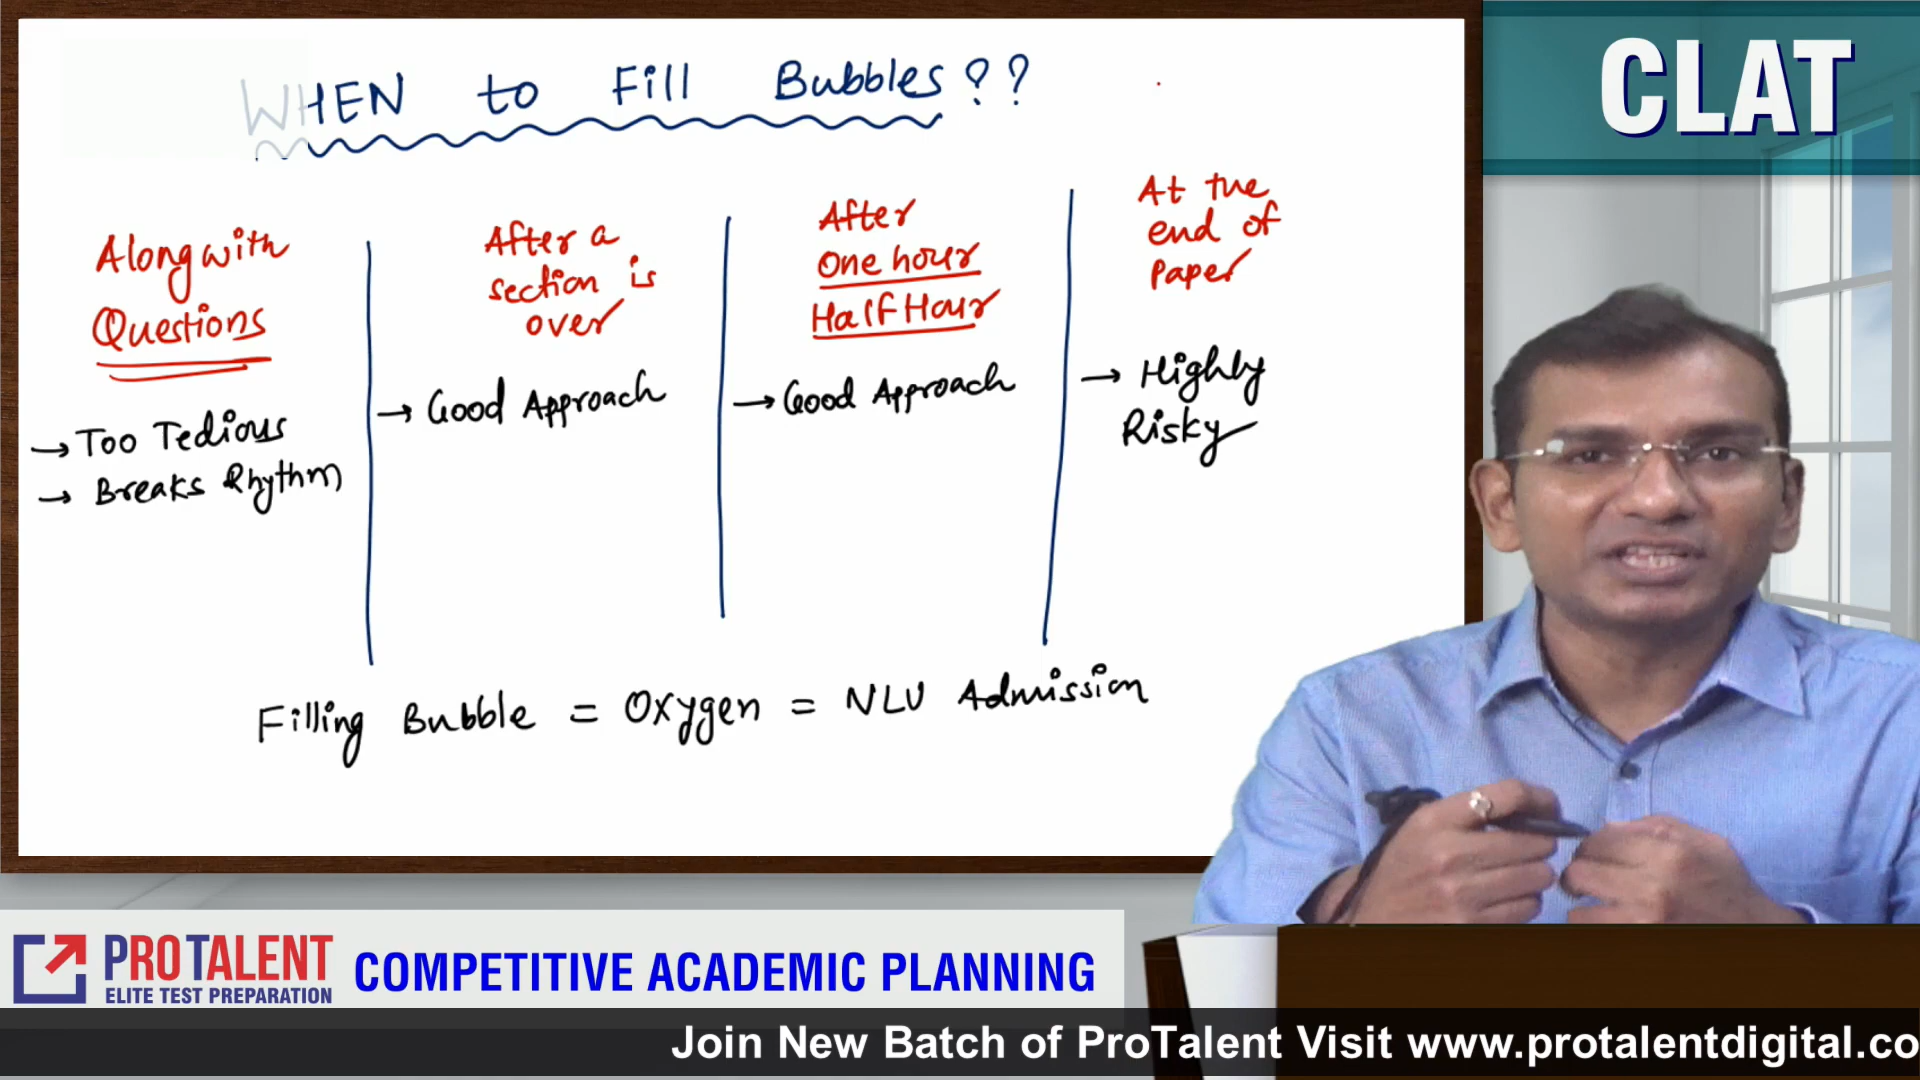 WHEN to Fill Bubbles??
CLAT
Along with
Questions
→ Too Tedious
→ Breaks Rhythm
After a
section is
over
→ Good Approach
After
One hour
Half Hour
→ Good Approach
At the
end of
paper
→ Highly
Risky
Filling Bubble = Oxygen = NLU Admission
PROTALENT
ELITE TEST PREPARATION
COMPETITIVE ACADEMIC PLANNING
Join New Batch of ProTalent Visit www.protalentdigital.co